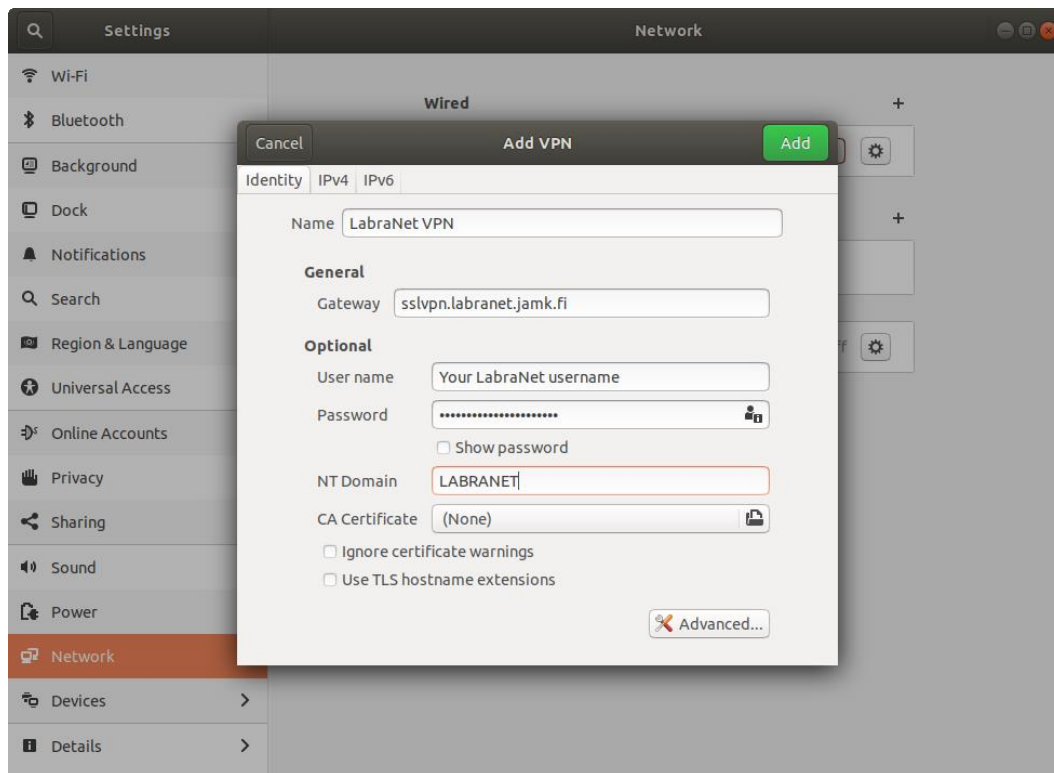 Settings
Network
Wi-Fi
Bluetooth
Background
Dock
Notifications
Search
Region & Language
Universal Access
Online Accounts
Privacy
Sharing
Sound
Power
Network
Devices
Details
Wired
Cancel
Add VPN
Add
Identity IPv4 IPv6
Name LabraNet VPN
General
Gateway sslvpn.labranet.jamk.fi
Optional
User name Your LabraNet username
Password ••••••••••••••••••••••
Show password
NT Domain LABRANET
CA Certificate (None)
Ignore certificate warnings
Use TLS hostname extensions
Advanced...